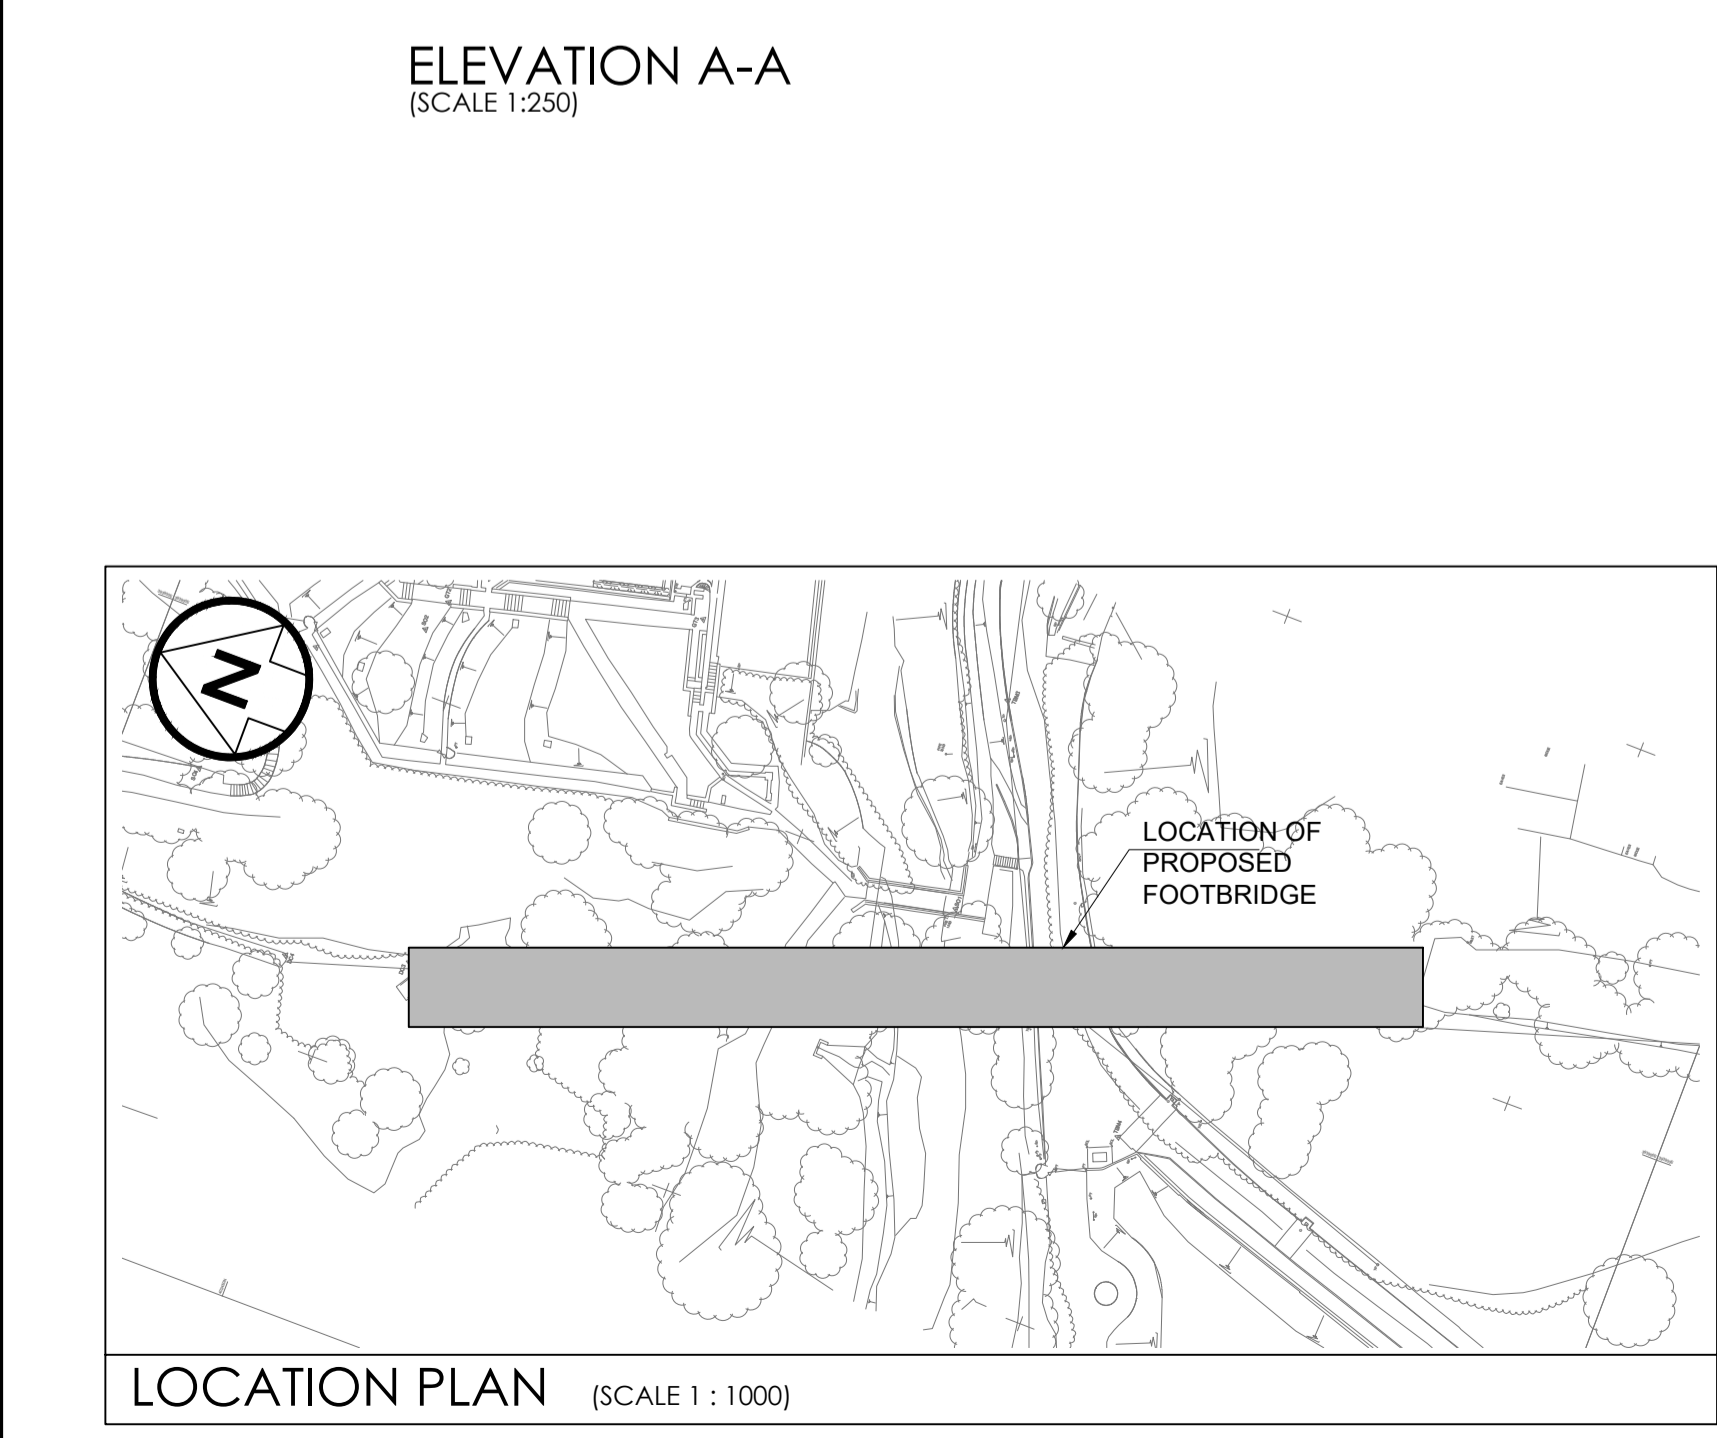 ELEVATION A-A
(SCALE 1:250)
N
LOCATION OF
PROPOSED
FOOTBRIDGE
LOCATION PLAN (SCALE 1 : 1000)